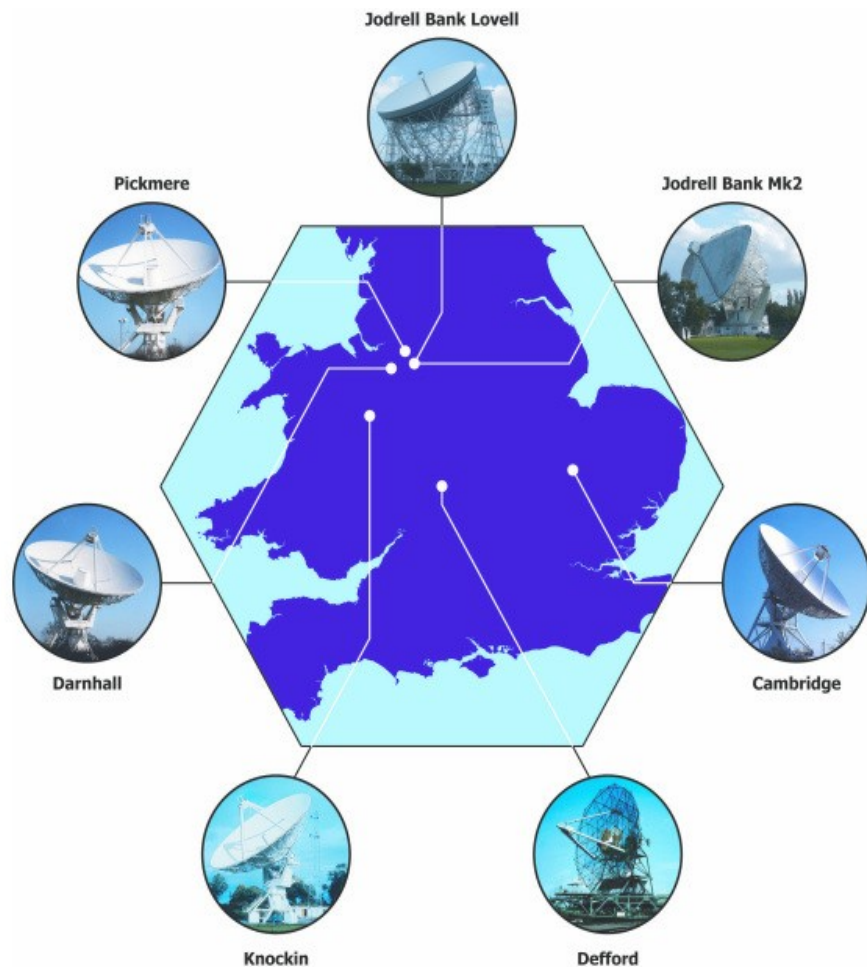 Jodrell Bank Lovell
Pickmere
Jodrell Bank Mk2
Darnhall
Cambridge
Knockin
Defford